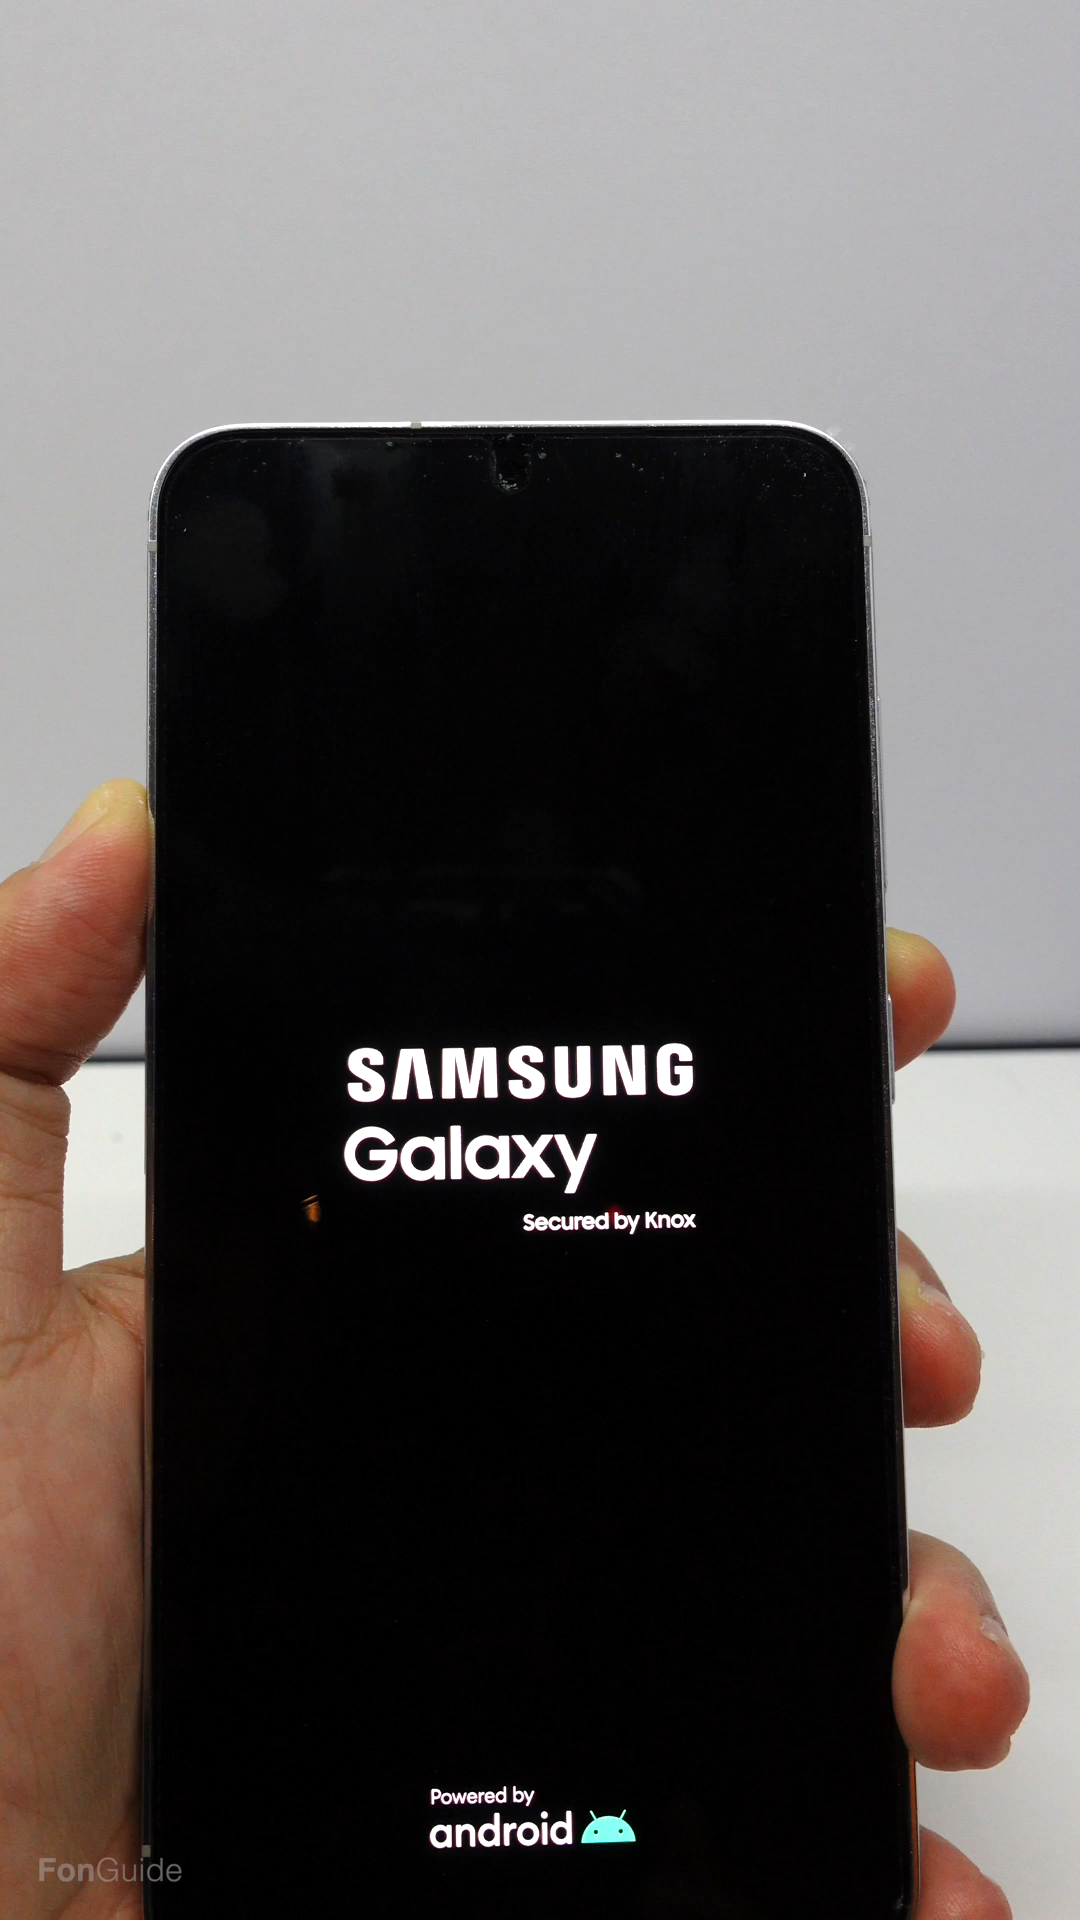 SAMSUNG
Galaxy
Secured by Knox
Powered by
android
FonGuide